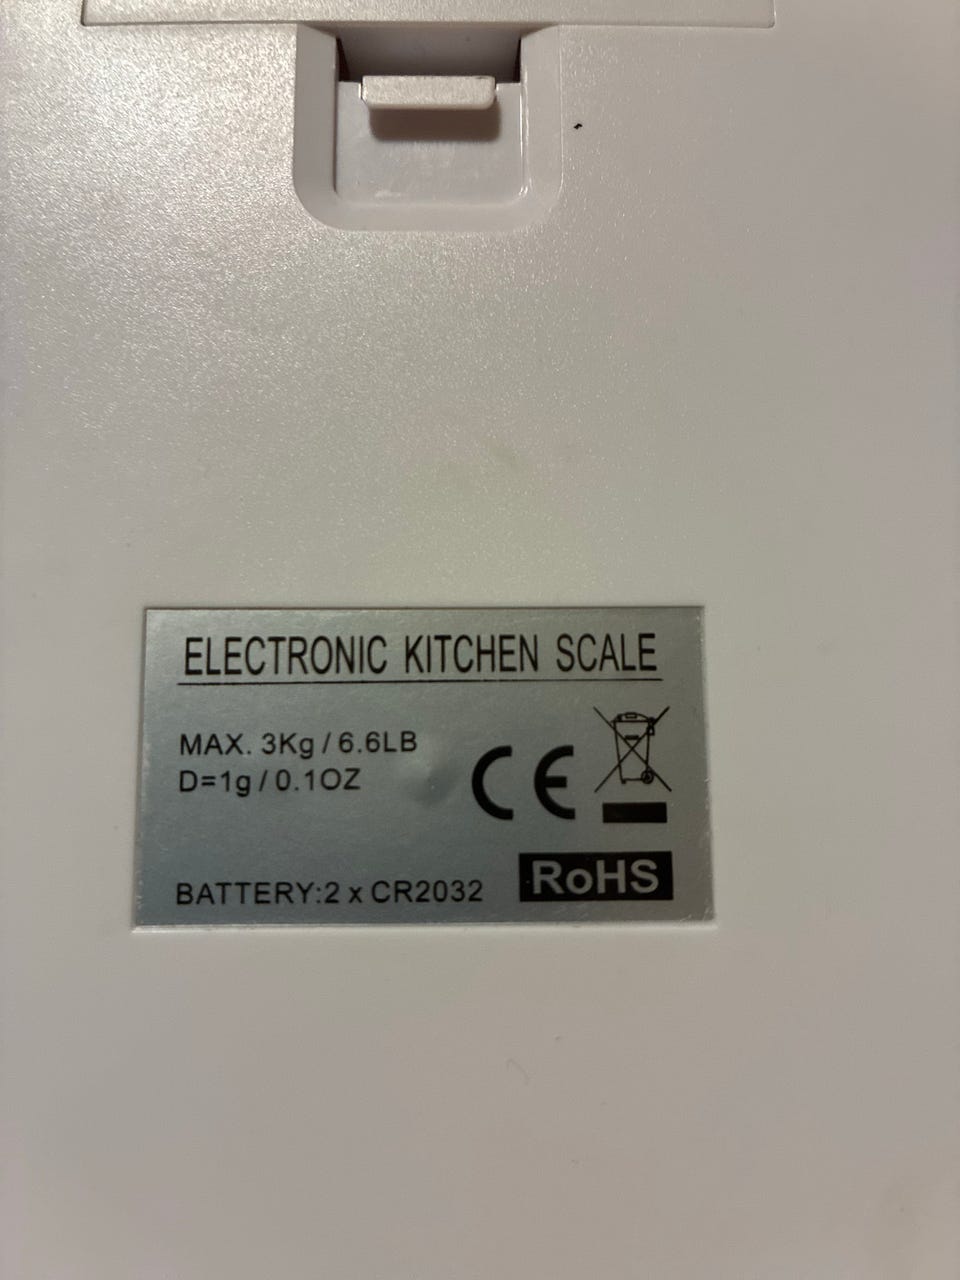 ELECTRONIC KITCHEN SCALE
MAX. 3Kg / 6.6LB
D=1g / 0.1OZ
CE
BATTERY:2 x CR2032
RoHS